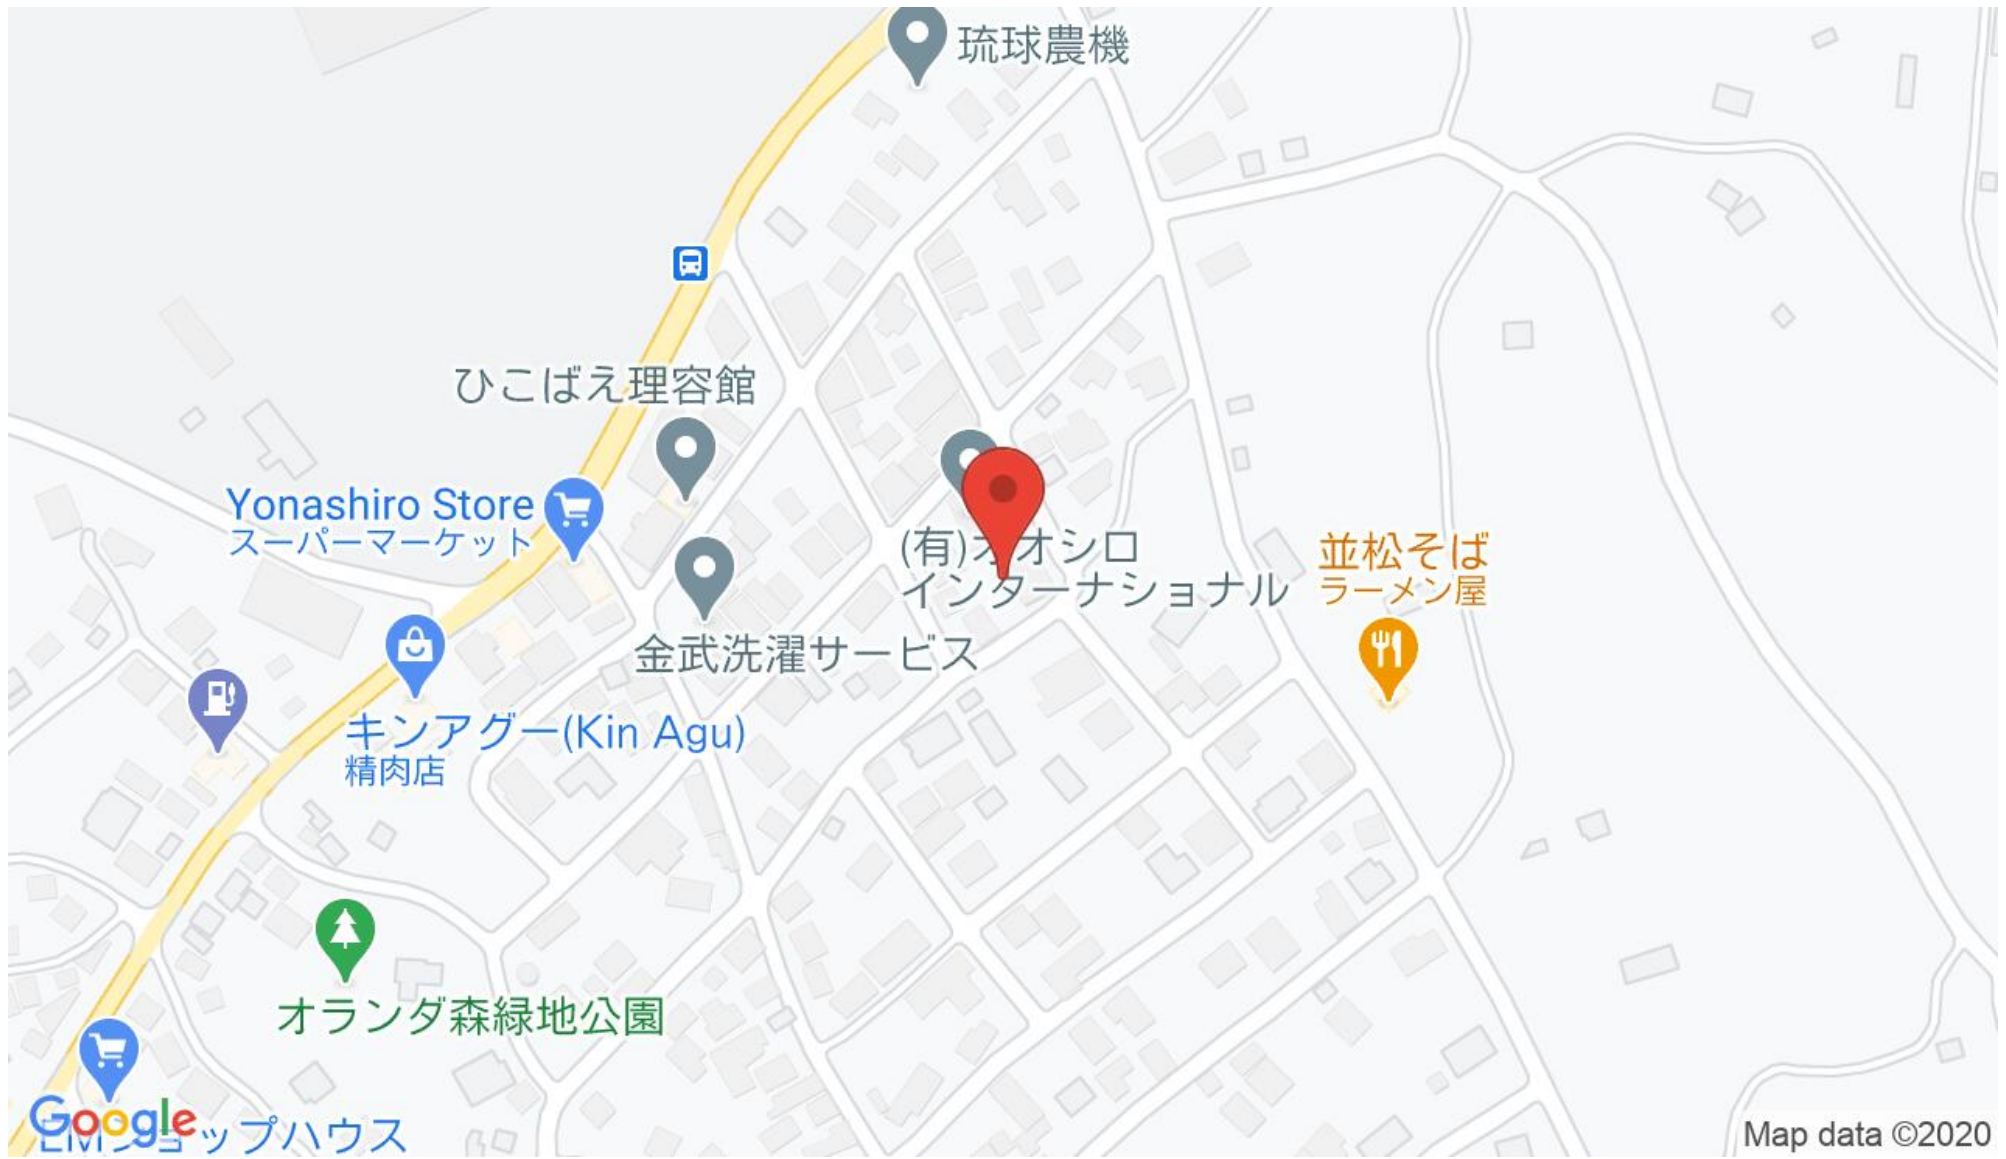 琉球農機
ひこばえ理容館
Yonashiro Store
スーパーマーケット
(有)オオシロ
インターナショナル
並松そば
ラーメン屋
金武洗濯サービス
キンアグー(Kin Agu)
精肉店
オランダ森緑地公園
Google
ョップハウス
Map data ©2020